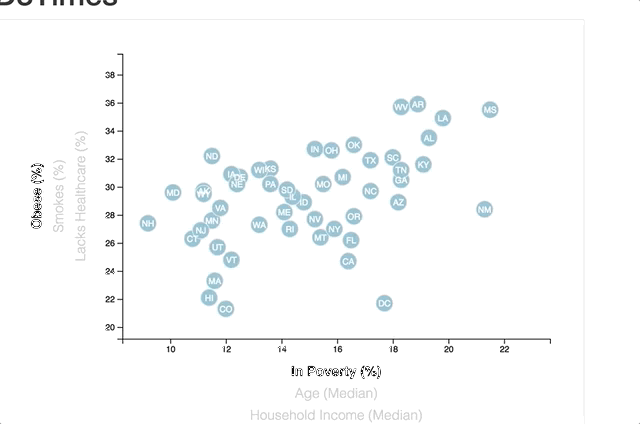 D3Times
38
36
34
32
30
28
26
24
22
20
10 12 14 16 18 20 22
Obese (%)
Smokes (%)
Lacks Healthcare (%)
WV AR MS
LA
AL
IN OH OK
ND TX SC KY
IA DE WI KS TN
NE PA SD MO MI GA
MD AK WY IL ID NC AZ
VA ME NM
NH MN WA RI NV NY OR
CT NJ MT FL
UT
VT CA
MA
HI DC
CO
In Poverty (%)
Age (Median)
Household Income (Median)